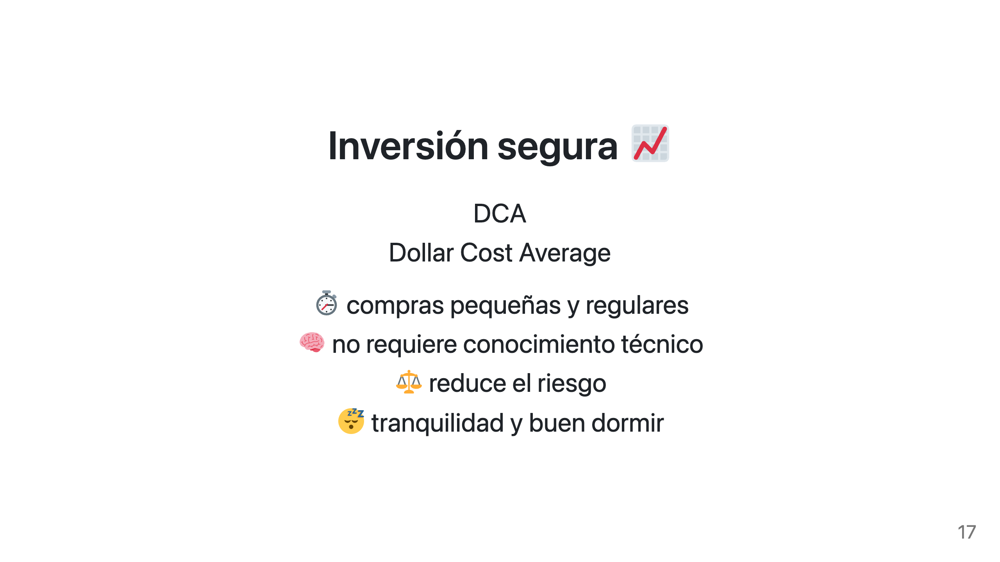 Inversión segura 📈
DCA
Dollar Cost Average
⏱️ compras pequeñas y regulares
🧠 no requiere conocimiento técnico
⚖️ reduce el riesgo
😴 tranquilidad y buen dormir
17